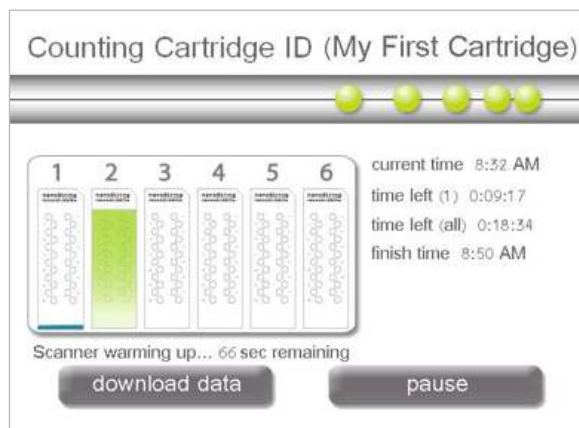 Counting Cartridge ID (My First Cartridge)
1 2 3 4 5 6
current time 8:32 AM
time left (1) 0:09:17
time left (all) 0:18:34
finish time 8:50 AM
Scanner warming up... 66 sec remaining
download data
pause